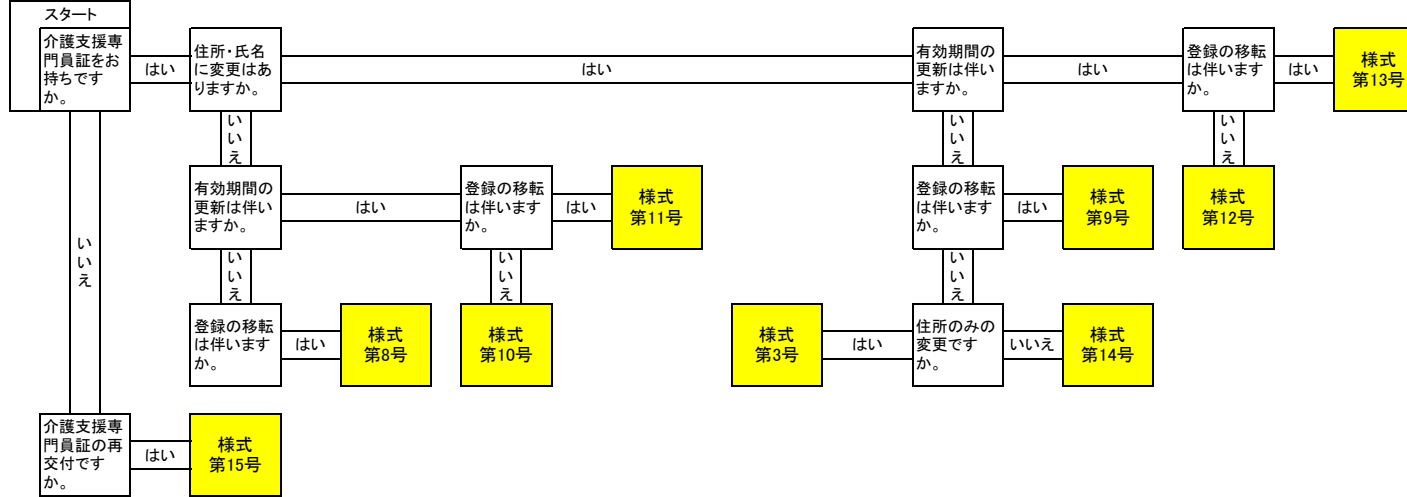 スタート
介護支援専
門員証をお
持ちです
か。
はい
住所・氏名
に変更はあ
りますか。
はい
有効期間の
更新は伴い
ますか。
はい
登録の移転
は伴います
か。
はい
様式
第13号
いいえ
いいえ
いいえ
有効期間の
更新は伴い
ますか。
はい
登録の移転
は伴います
か。
はい
様式
第11号
登録の移転
は伴います
か。
はい
様式
第9号
様式
第12号
いいえ
いいえ
いいえ
いいえ
登録の移転
は伴います
か。
はい
様式
第8号
様式
第10号
様式
第3号
はい
住所のみの
変更です
か。
いいえ
様式
第14号
介護支援専
門員証の再
交付です
か。
はい
様式
第15号